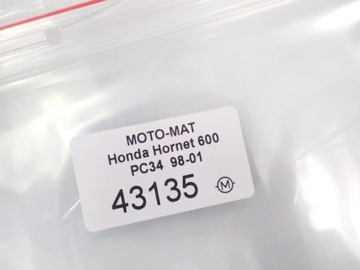 MOTO-MAT
Honda Hornet 600
PC34 98-01
43135 M